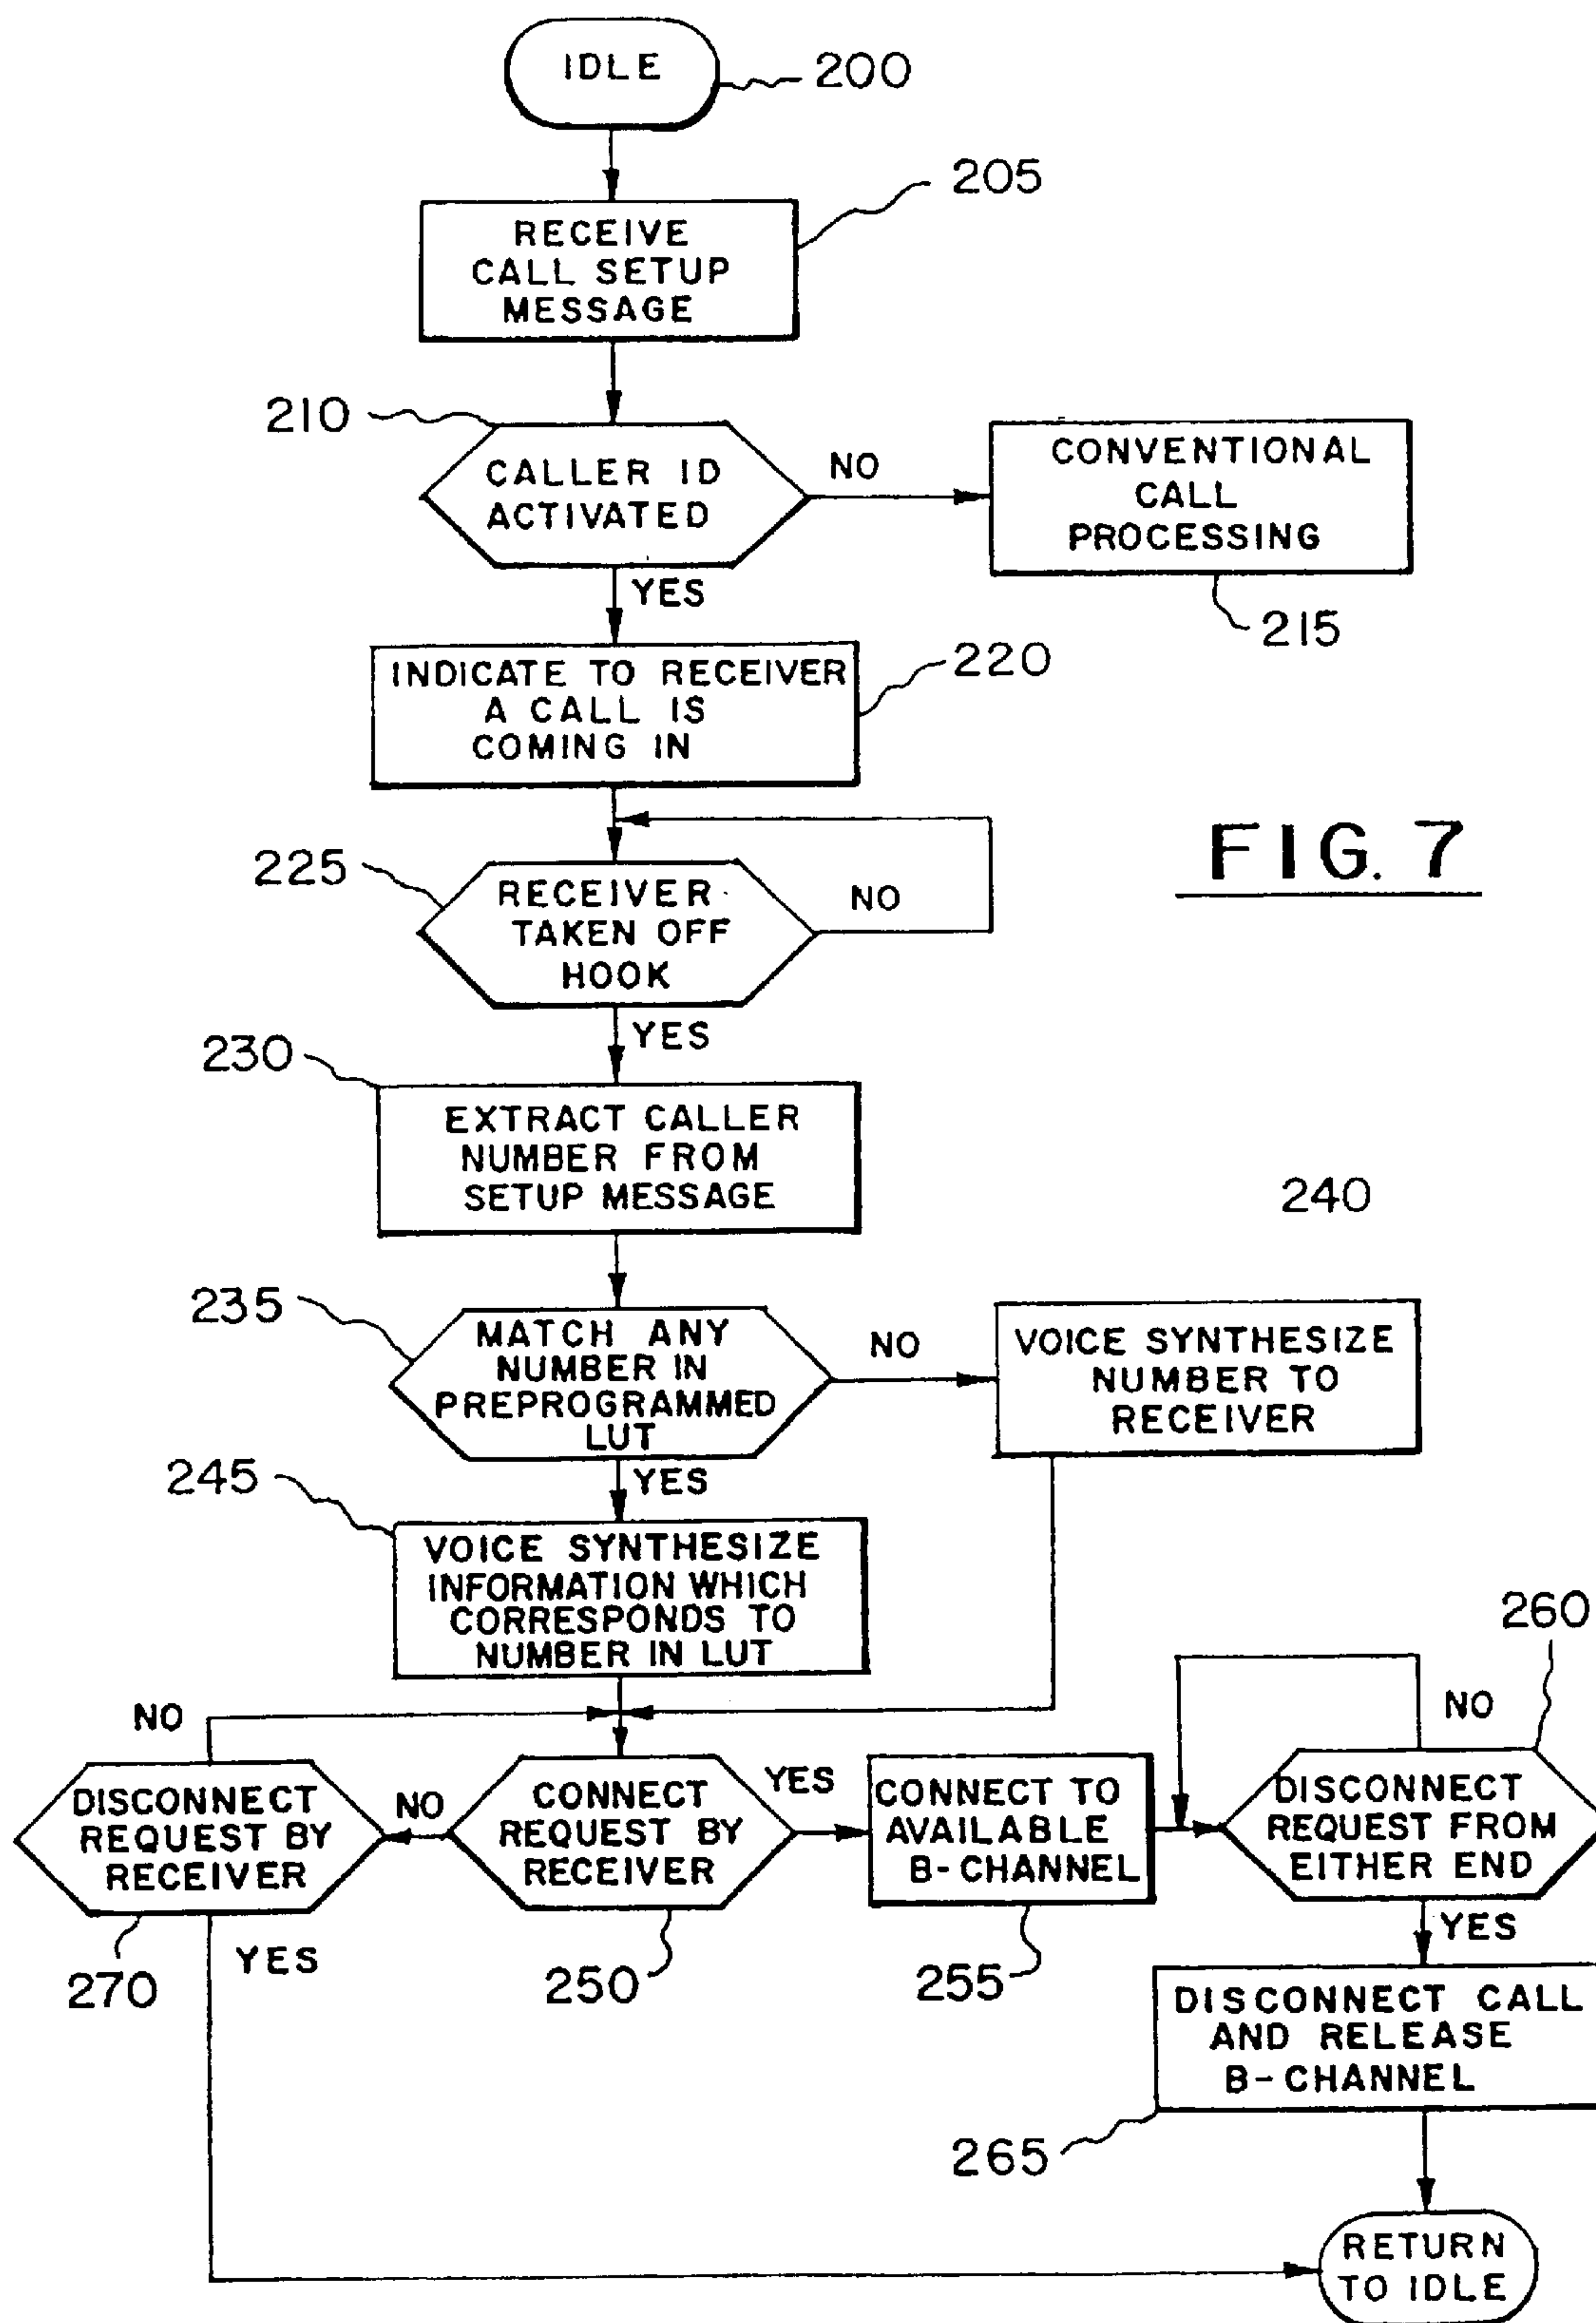 IDLE
200
205
RECEIVE
CALL SETUP
MESSAGE
210
CALLER ID
ACTIVATED
NO
CONVENTIONAL
CALL
PROCESSING
215
YES
INDICATE TO RECEIVER
A CALL IS
COMING IN
220
FIG. 7
225
RECEIVER
TAKEN OFF
HOOK
NO
YES
230
EXTRACT CALLER
NUMBER FROM
SETUP MESSAGE
240
235
MATCH ANY
NUMBER IN
PREPROGRAMMED
LUT
NO
VOICE SYNTHESIZE
NUMBER TO
RECEIVER
YES
245
VOICE SYNTHESIZE
INFORMATION WHICH
CORRESPONDS TO
NUMBER IN LUT
260
NO
NO
DISCONNECT
REQUEST BY
RECEIVER
NO
CONNECT
REQUEST BY
RECEIVER
YES
CONNECT TO
AVAILABLE
B-CHANNEL
DISCONNECT
REQUEST FROM
EITHER END
270
YES
250
255
YES
DISCONNECT CALL
AND RELEASE
B-CHANNEL
265
RETURN
TO IDLE